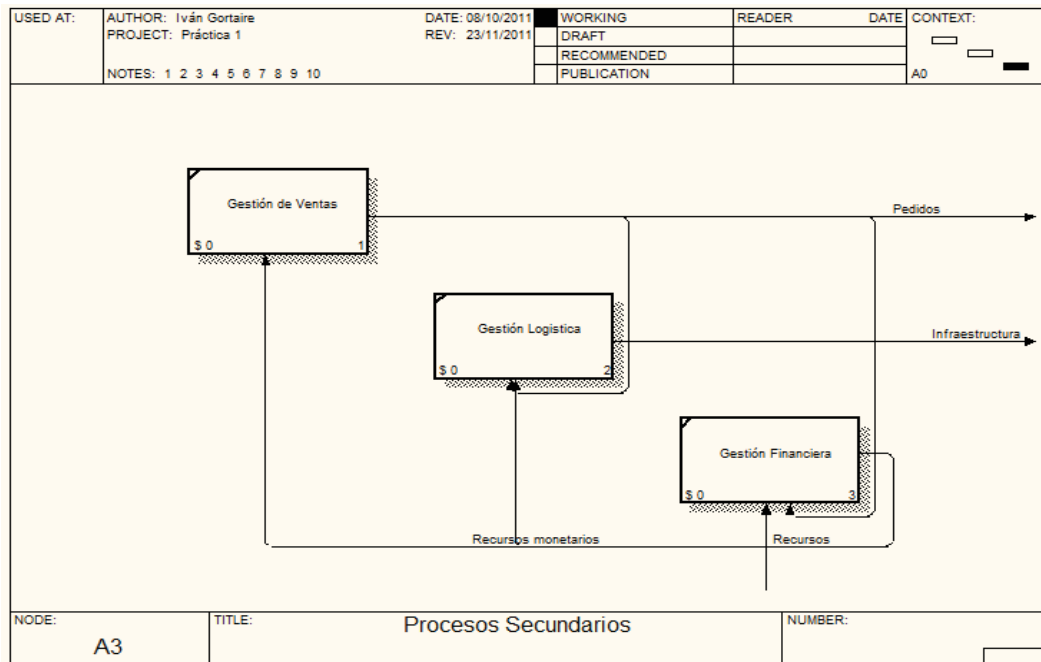 USED AT:
AUTHOR: Iván Gortaire
DATE: 08/10/2011
WORKING
READER
DATE
CONTEXT:
PROJECT: Práctica 1
REV: 23/11/2011
DRAFT
RECOMMENDED
NOTES: 1 2 3 4 5 6 7 8 9 10
PUBLICATION
A0
Gestión de Ventas
$ 0
1
Pedidos
Gestión Logistica
$ 0
2
Infraestructura
Gestión Financiera
$ 0
3
Recursos monetarios
Recursos
NODE:
A3
TITLE:
Procesos Secundarios
NUMBER: